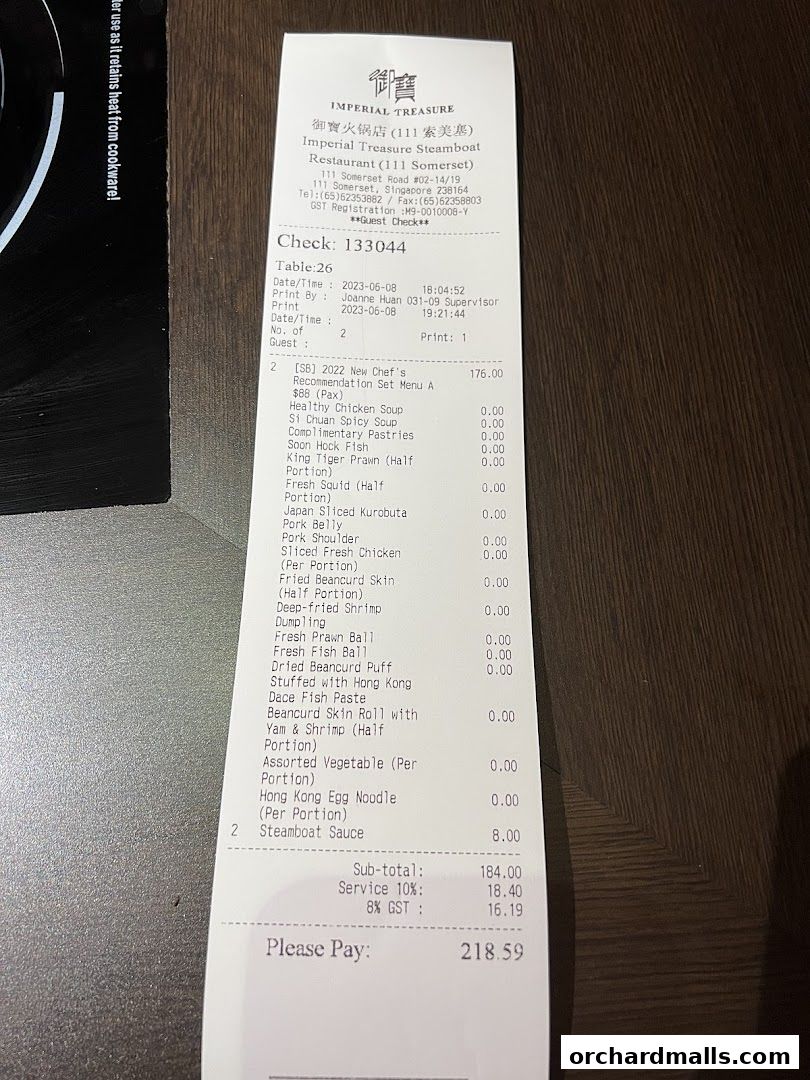 ter use as it retains heat from cookware!
御寶
IMPERIAL TREASURE
御寶火锅店 (111 索美塞)
Imperial Treasure Steamboat
Restaurant (111 Somerset)
111 Somerset Road #02-14/19
111 Somerset, Singapore 238164
Tel:(65)62353882 / Fax:(65)62358803
GST Registration :M9-0010008-Y
**Guest Check**
Check: 133044
Table:26
Date/Time : 2023-06-08 18:04:52
Print By : Joanne Huan 031-09 Supervisor
Print 2023-06-08 19:21:44
Date/Time :
No. of 2 Print: 1
Guest :
2 [SB] 2022 New Chef's 176.00
Recommendation Set Menu A
$88 (Pax)
Healthy Chicken Soup 0.00
Si Chuan Spicy Soup 0.00
Complimentary Pastries 0.00
Soon Hock Fish 0.00
King Tiger Prawn (Half 0.00
Portion)
Fresh Squid (Half 0.00
Portion)
Japan Sliced Kurobuta 0.00
Pork Belly
Pork Shoulder 0.00
Sliced Fresh Chicken 0.00
(Per Portion)
Fried Beancurd Skin 0.00
(Half Portion)
Deep-fried Shrimp 0.00
Dumpling
Fresh Prawn Ball 0.00
Fresh Fish Ball 0.00
Dried Beancurd Puff 0.00
Stuffed with Hong Kong
Dace Fish Paste
Beancurd Skin Roll with 0.00
Yam & Shrimp (Half
Portion)
Assorted Vegetable (Per 0.00
Portion)
Hong Kong Egg Noodle 0.00
(Per Portion)
2 Steamboat Sauce 8.00
Sub-total: 184.00
Service 10%: 18.40
8% GST : 16.19
Please Pay: 218.59
orchardmalls.com